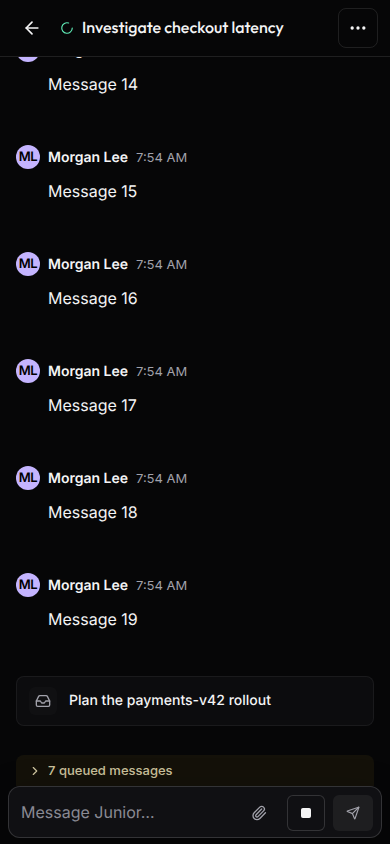 Investigate checkout latency
Message 14
ML Morgan Lee 7:54 AM
Message 15
ML Morgan Lee 7:54 AM
Message 16
ML Morgan Lee 7:54 AM
Message 17
ML Morgan Lee 7:54 AM
Message 18
ML Morgan Lee 7:54 AM
Message 19
Plan the payments-v42 rollout
7 queued messages
Message Junior...